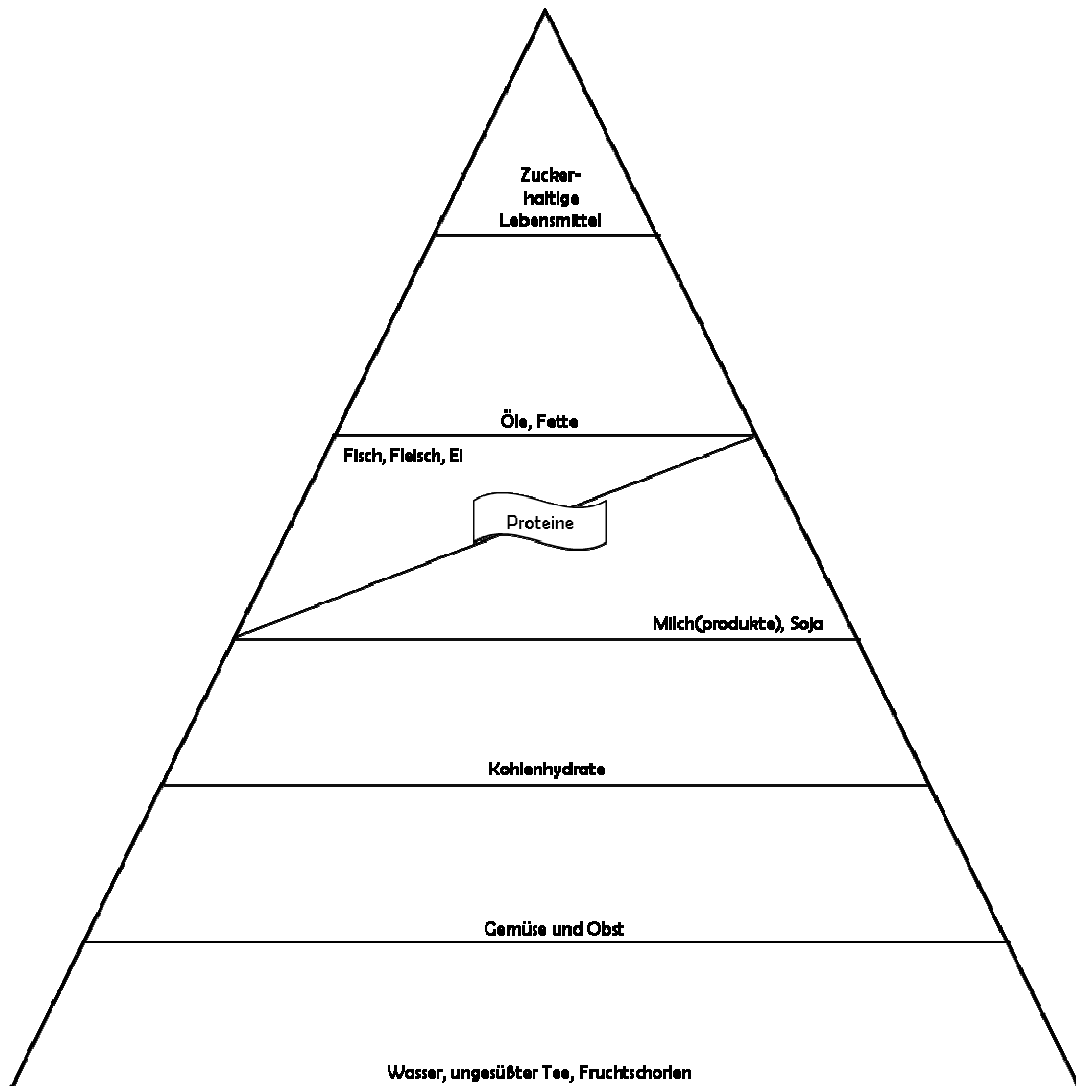 Zucker-
haltige
Lebensmittel
Öle, Fette
Fisch, Fleisch, Ei
Proteine
Milch(produkte), Soja
Kohlenhydrate
Gemüse und Obst
Wasser, ungesüßter Tee, Fruchtschorlen